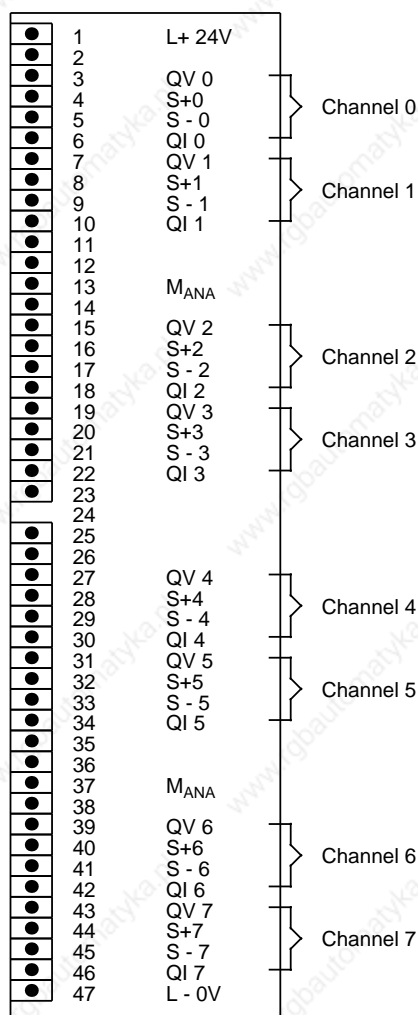 1 L+ 24V
2
3 QV 0
4 S+0 Channel 0
5 S - 0
6 QI 0
7 QV 1
8 S+1 Channel 1
9 S - 1
10 QI 1
11
12
13 MANA
14
15 QV 2
16 S+2 Channel 2
17 S - 2
18 QI 2
19 QV 3
20 S+3 Channel 3
21 S - 3
22 QI 3
23
24
25
26
27 QV 4
28 S+4 Channel 4
29 S - 4
30 QI 4
31 QV 5
32 S+5 Channel 5
33 S - 5
34 QI 5
35
36
37 MANA
38
39 QV 6
40 S+6 Channel 6
41 S - 6
42 QI 6
43 QV 7
44 S+7 Channel 7
45 S - 7
46 QI 7
47 L - 0V
www.rgbautomatyka.pl